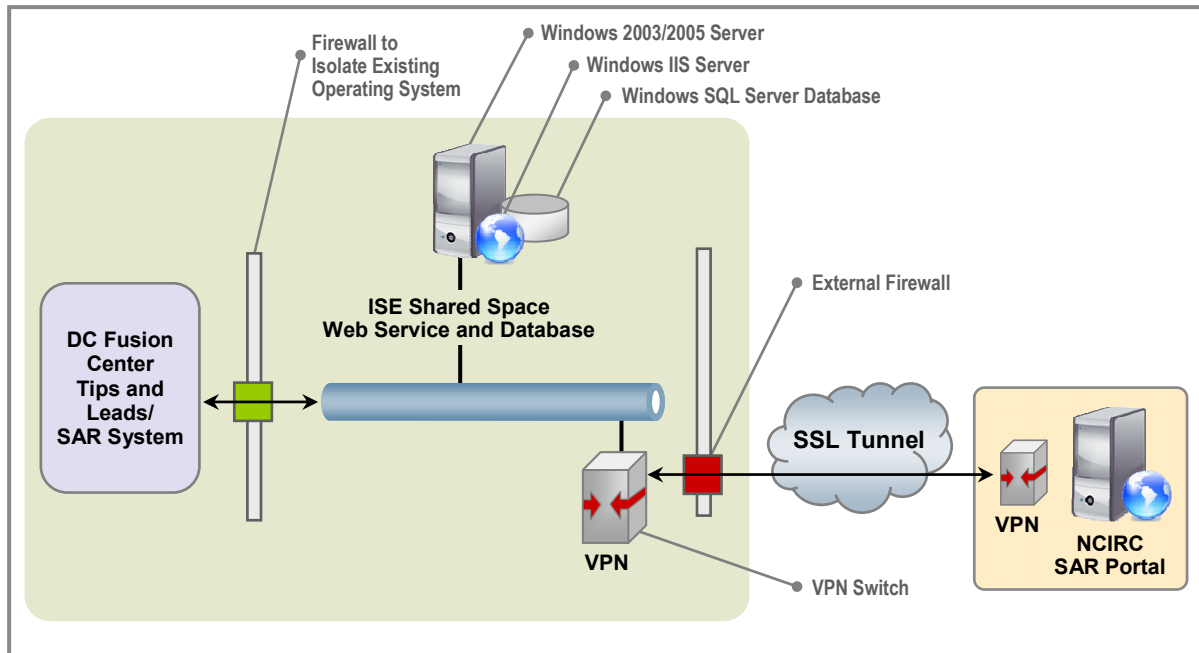 Firewall to
Isolate Existing
Operating System
Windows 2003/2005 Server
Windows IIS Server
Windows SQL Server Database
DC Fusion
Center
Tips and
Leads/
SAR System
ISE Shared Space
Web Service and Database
External Firewall
SSL Tunnel
VPN
VPN Switch
VPN
NCIRC
SAR Portal